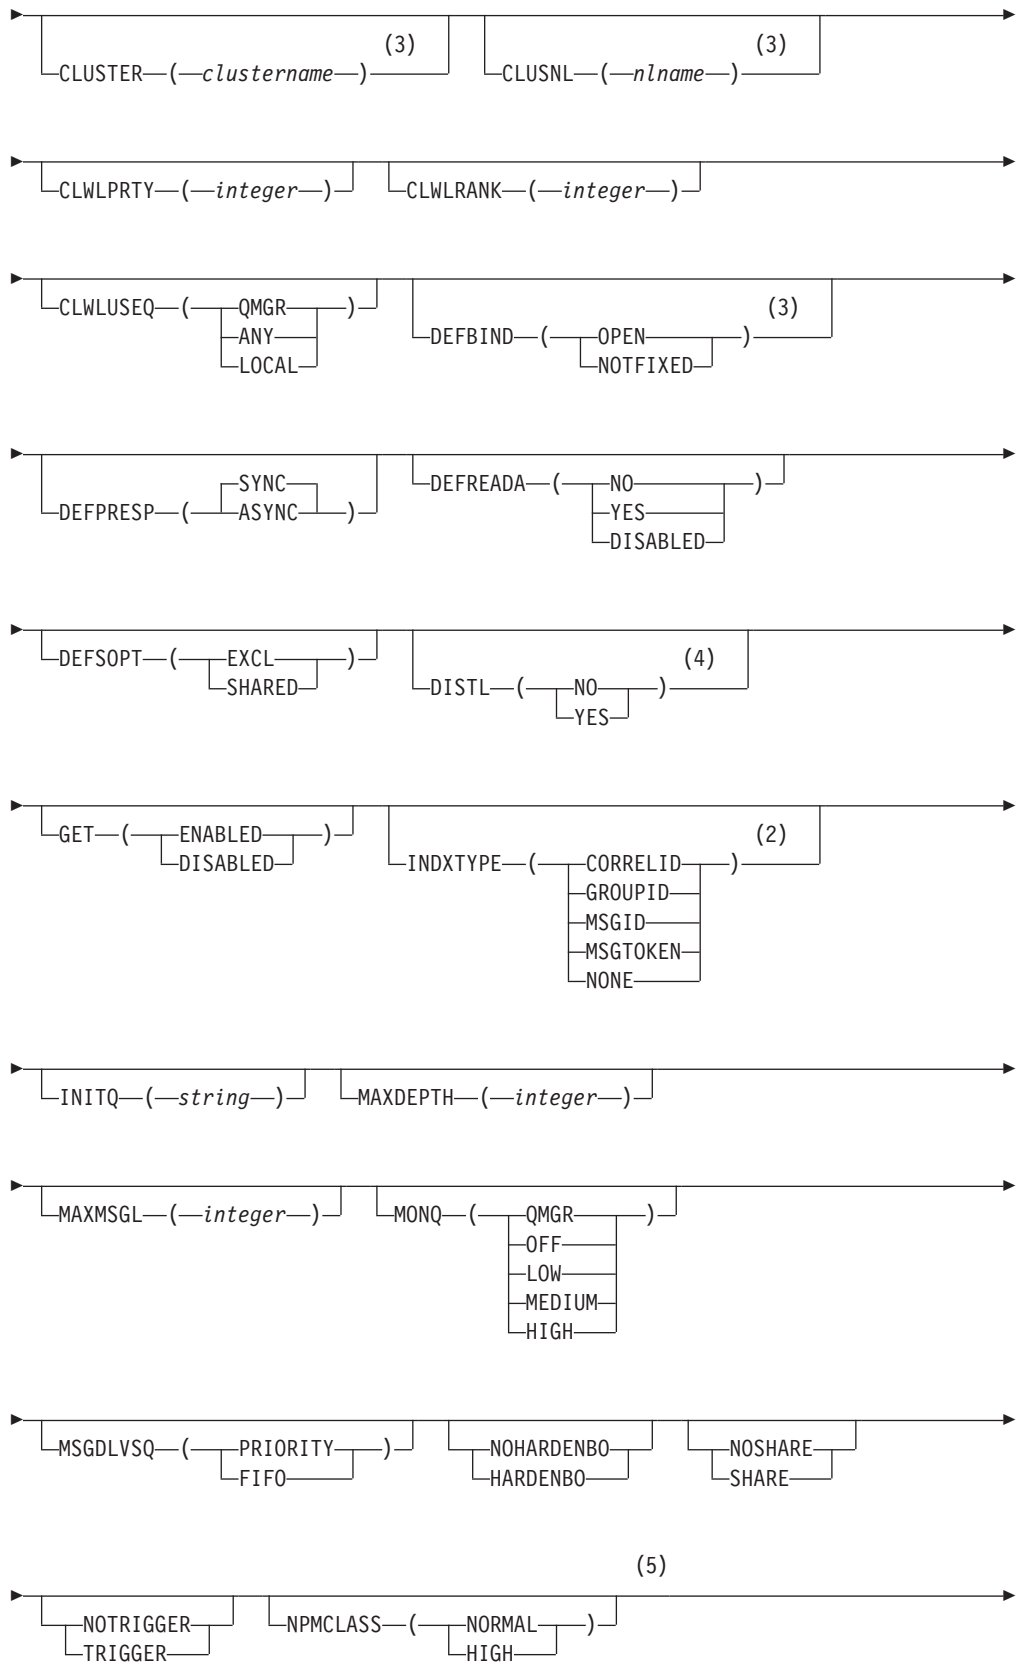 (3) (3)
CLUSTER ( clustername ) CLUSNL ( nlname )
CLWLPRTY ( integer ) CLWLRANK ( integer )
CLWLUSEQ ( QMGR ) (3)
ANY DEFBIND ( OPEN )
LOCAL NOTFIXED
SYNC DEFREADA ( NO )
DEFPRESP ( ASYNC ) YES
DISABLED
DEFSOPT ( EXCL ) (4)
SHARED DISTL ( NO )
YES
GET ( ENABLED ) (2)
DISABLED INDXTYPE ( CORRELID )
GROUPID
MSGID
MSGTOKEN
NONE
INITQ ( string ) MAXDEPTH ( integer )
MAXMSGL ( integer ) MONQ ( QMGR )
OFF
LOW
MEDIUM
HIGH
MSGDLVSQ ( PRIORITY ) NOHARDENBO NOSHARE
FIFO HARDENBO SHARE
(5)
NOTRIGGER NPMCLASS ( NORMAL )
TRIGGER HIGH